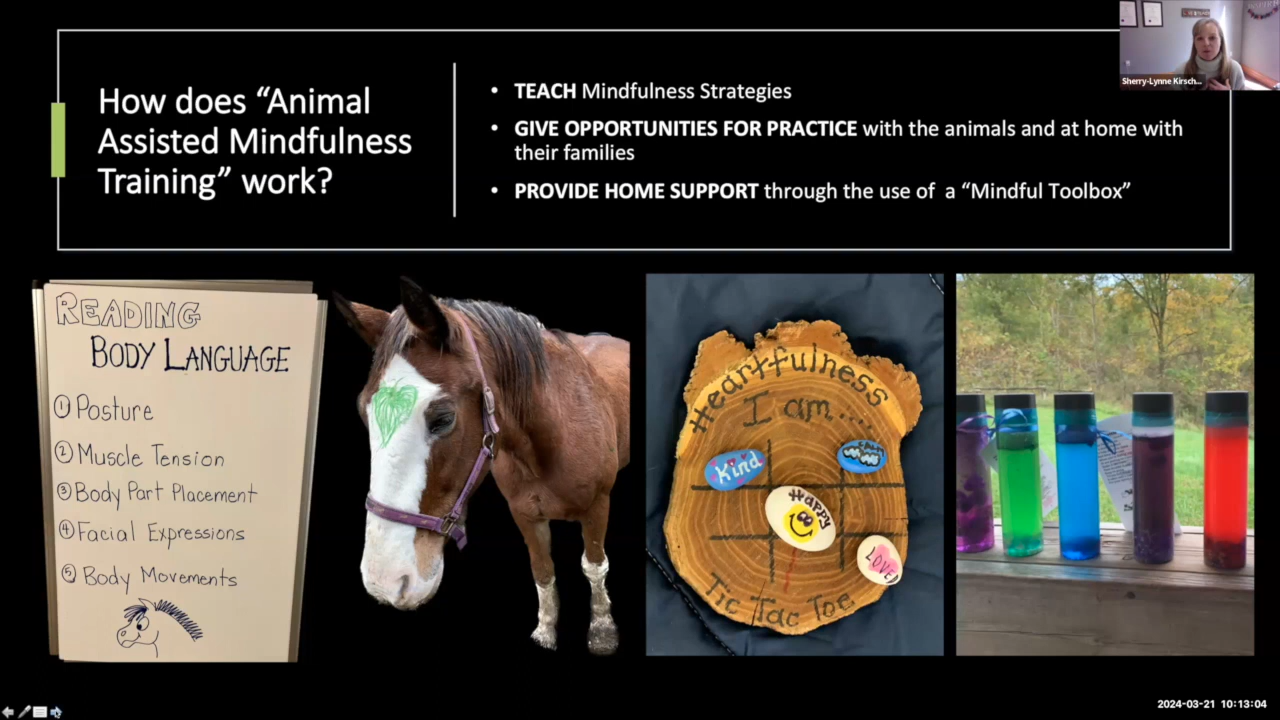 How does “Animal
Assisted Mindfulness
Training” work?
• TEACH Mindfulness Strategies
• GIVE OPPORTUNITIES FOR PRACTICE with the animals and at home with
their families
• PROVIDE HOME SUPPORT through the use of a “Mindful Toolbox”
Sherry-Lynne Kirsch...
READING
BODY LANGUAGE
① Posture
② Muscle Tension
③ Body Part Placement
④ Facial Expressions
⑤ Body Movements
Heartfulness
I am....
Kind
Happy
LOVE
Tic Tac Toe
2024-03-21 10:13:04